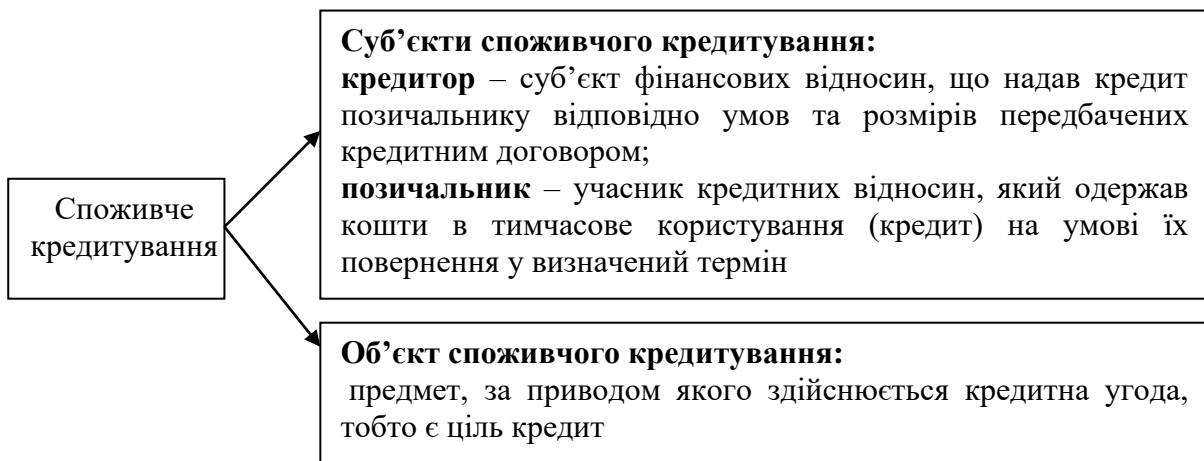 Споживче
кредитування
Суб’єкти споживчого кредитування:
кредитор – суб’єкт фінансових відносин, що надав кредит
позичальнику відповідно умов та розмірів передбачених
кредитним договором;
позичальник – учасник кредитних відносин, який одержав
кошти в тимчасове користування (кредит) на умові їх
повернення у визначений термін
Об’єкт споживчого кредитування:
предмет, за приводом якого здійснюється кредитна угода,
тобто є ціль кредит